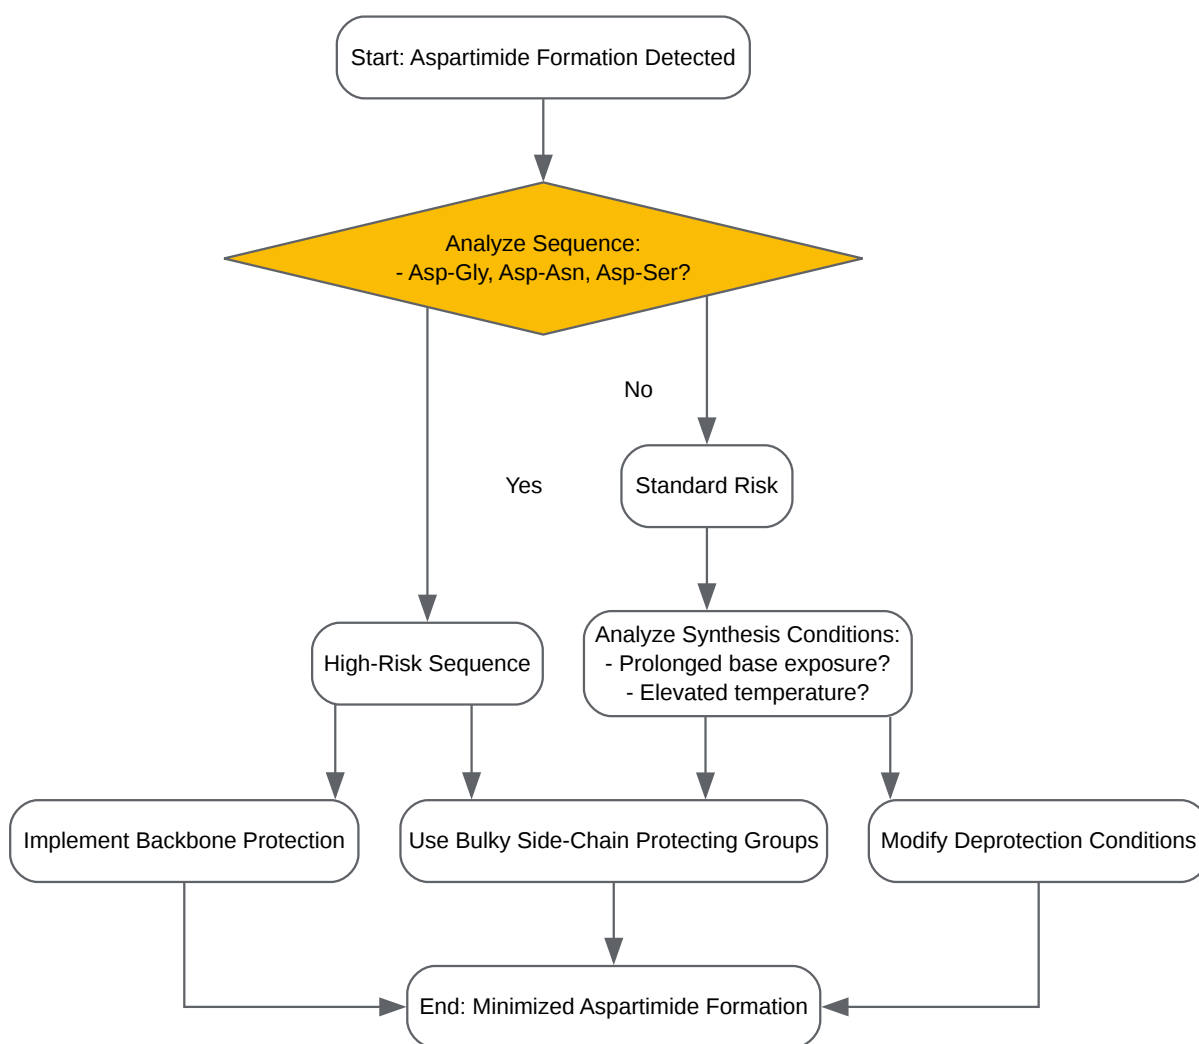 Start: Aspartimide Formation Detected
Analyze Sequence:
- Asp-Gly, Asp-Asn, Asp-Ser?
No
Yes
Standard Risk
High-Risk Sequence
Analyze Synthesis Conditions:
- Prolonged base exposure?
- Elevated temperature?
Implement Backbone Protection
Use Bulky Side-Chain Protecting Groups
Modify Deprotection Conditions
End: Minimized Aspartimide Formation